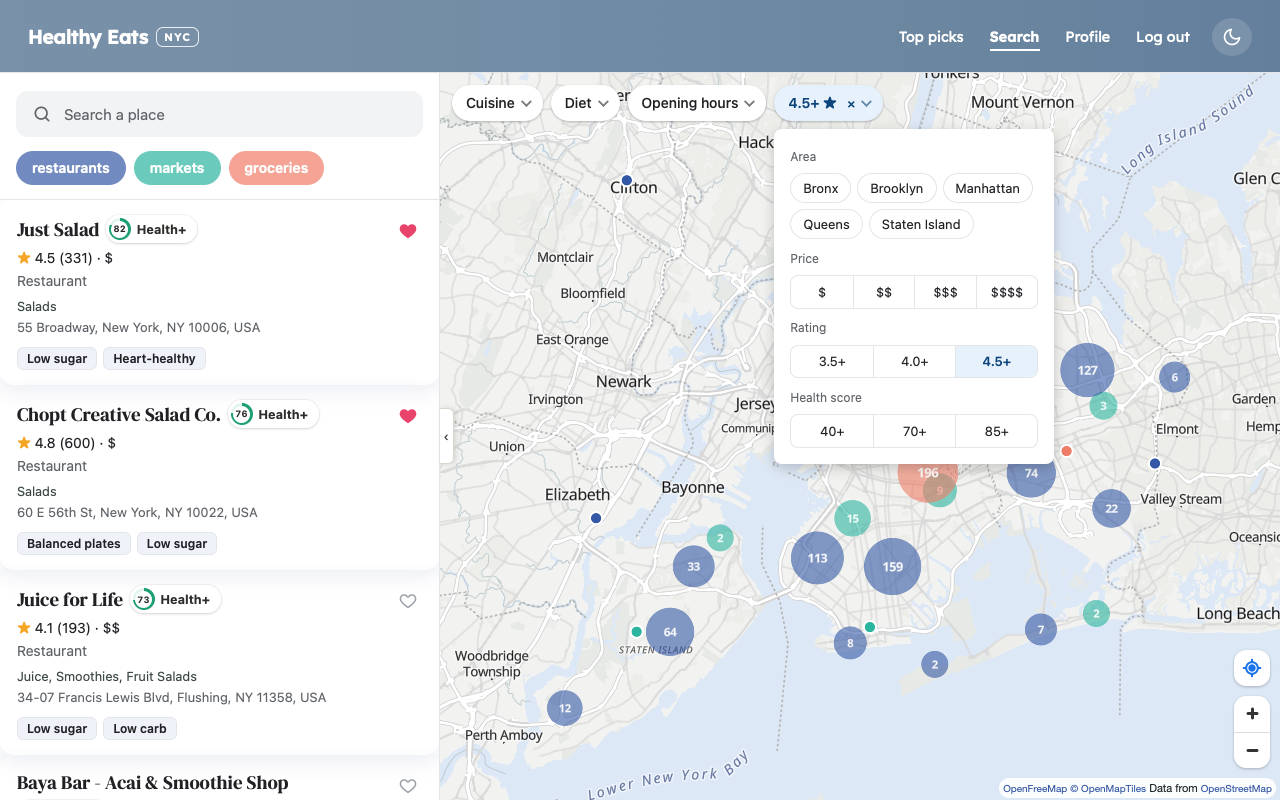 Healthy Eats NYC
Top picks
Search
Profile
Log out
Search a place
restaurants
markets
groceries
Just Salad
82 Health+
4.5 (331) · $
Restaurant
Salads
55 Broadway, New York, NY 10006, USA
Low sugar
Heart-healthy
Chopt Creative Salad Co.
76 Health+
4.8 (600) · $
Restaurant
Salads
60 E 56th St, New York, NY 10022, USA
Balanced plates
Low sugar
Juice for Life
73 Health+
4.1 (193) · $$
Restaurant
Juice, Smoothies, Fruit Salads
34-07 Francis Lewis Blvd, Flushing, NY 11358, USA
Low sugar
Low carb
Baya Bar - Acai & Smoothie Shop
Cuisine
Diet
Opening hours
4.5+ ★ ×
Area
Bronx
Brooklyn
Manhattan
Queens
Staten Island
Price
$
$$
$$$
$$$$
Rating
3.5+
4.0+
4.5+
Health score
40+
70+
85+
Yonkers
Mount Vernon
Long Island Sound
Hack
Glen C
Clifton
Montclair
Bloomfield
East Orange
Newark
Irvington
Jersey
Communip
Union
Bayonne
Elizabeth
127
6
3
Garden
Elmont
Hemp
196
9
74
Valley Stream
22
15
2
113
159
33
Oceansid
64
STATEN ISLAND
8
7
2
Long Beach
2
Woodbridge
Township
12
Perth Amboy
Lower New York Bay
+
−
OpenFreeMap © OpenMapTiles Data from OpenStreetMap